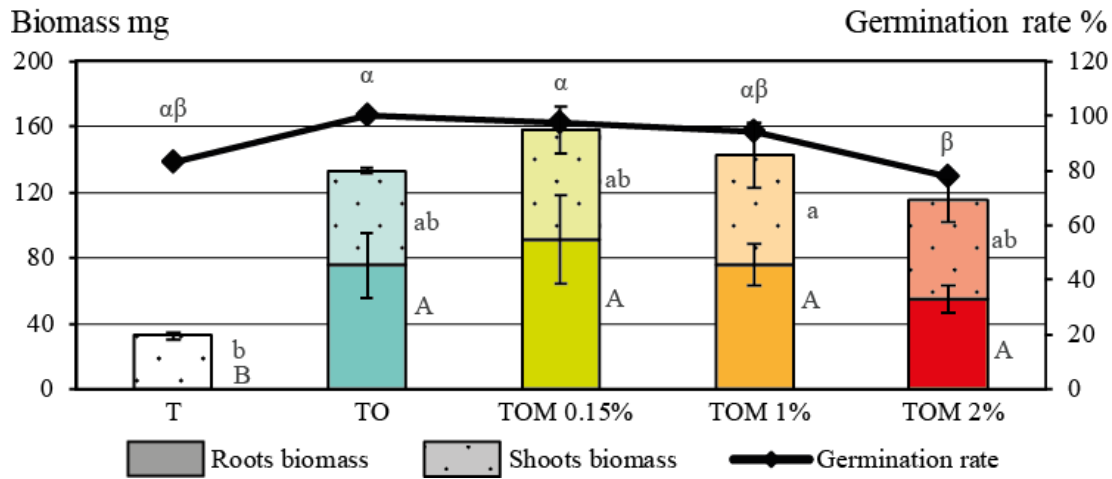 Biomass mg Germination rate %
200 120
α α αβ
αβ
160 100
β
120 80
ab
ab a ab
80 60
A A A A
40 40
b
B
20
0 0
T TO TOM 0.15% TOM 1% TOM 2%
Roots biomass Shoots biomass Germination rate